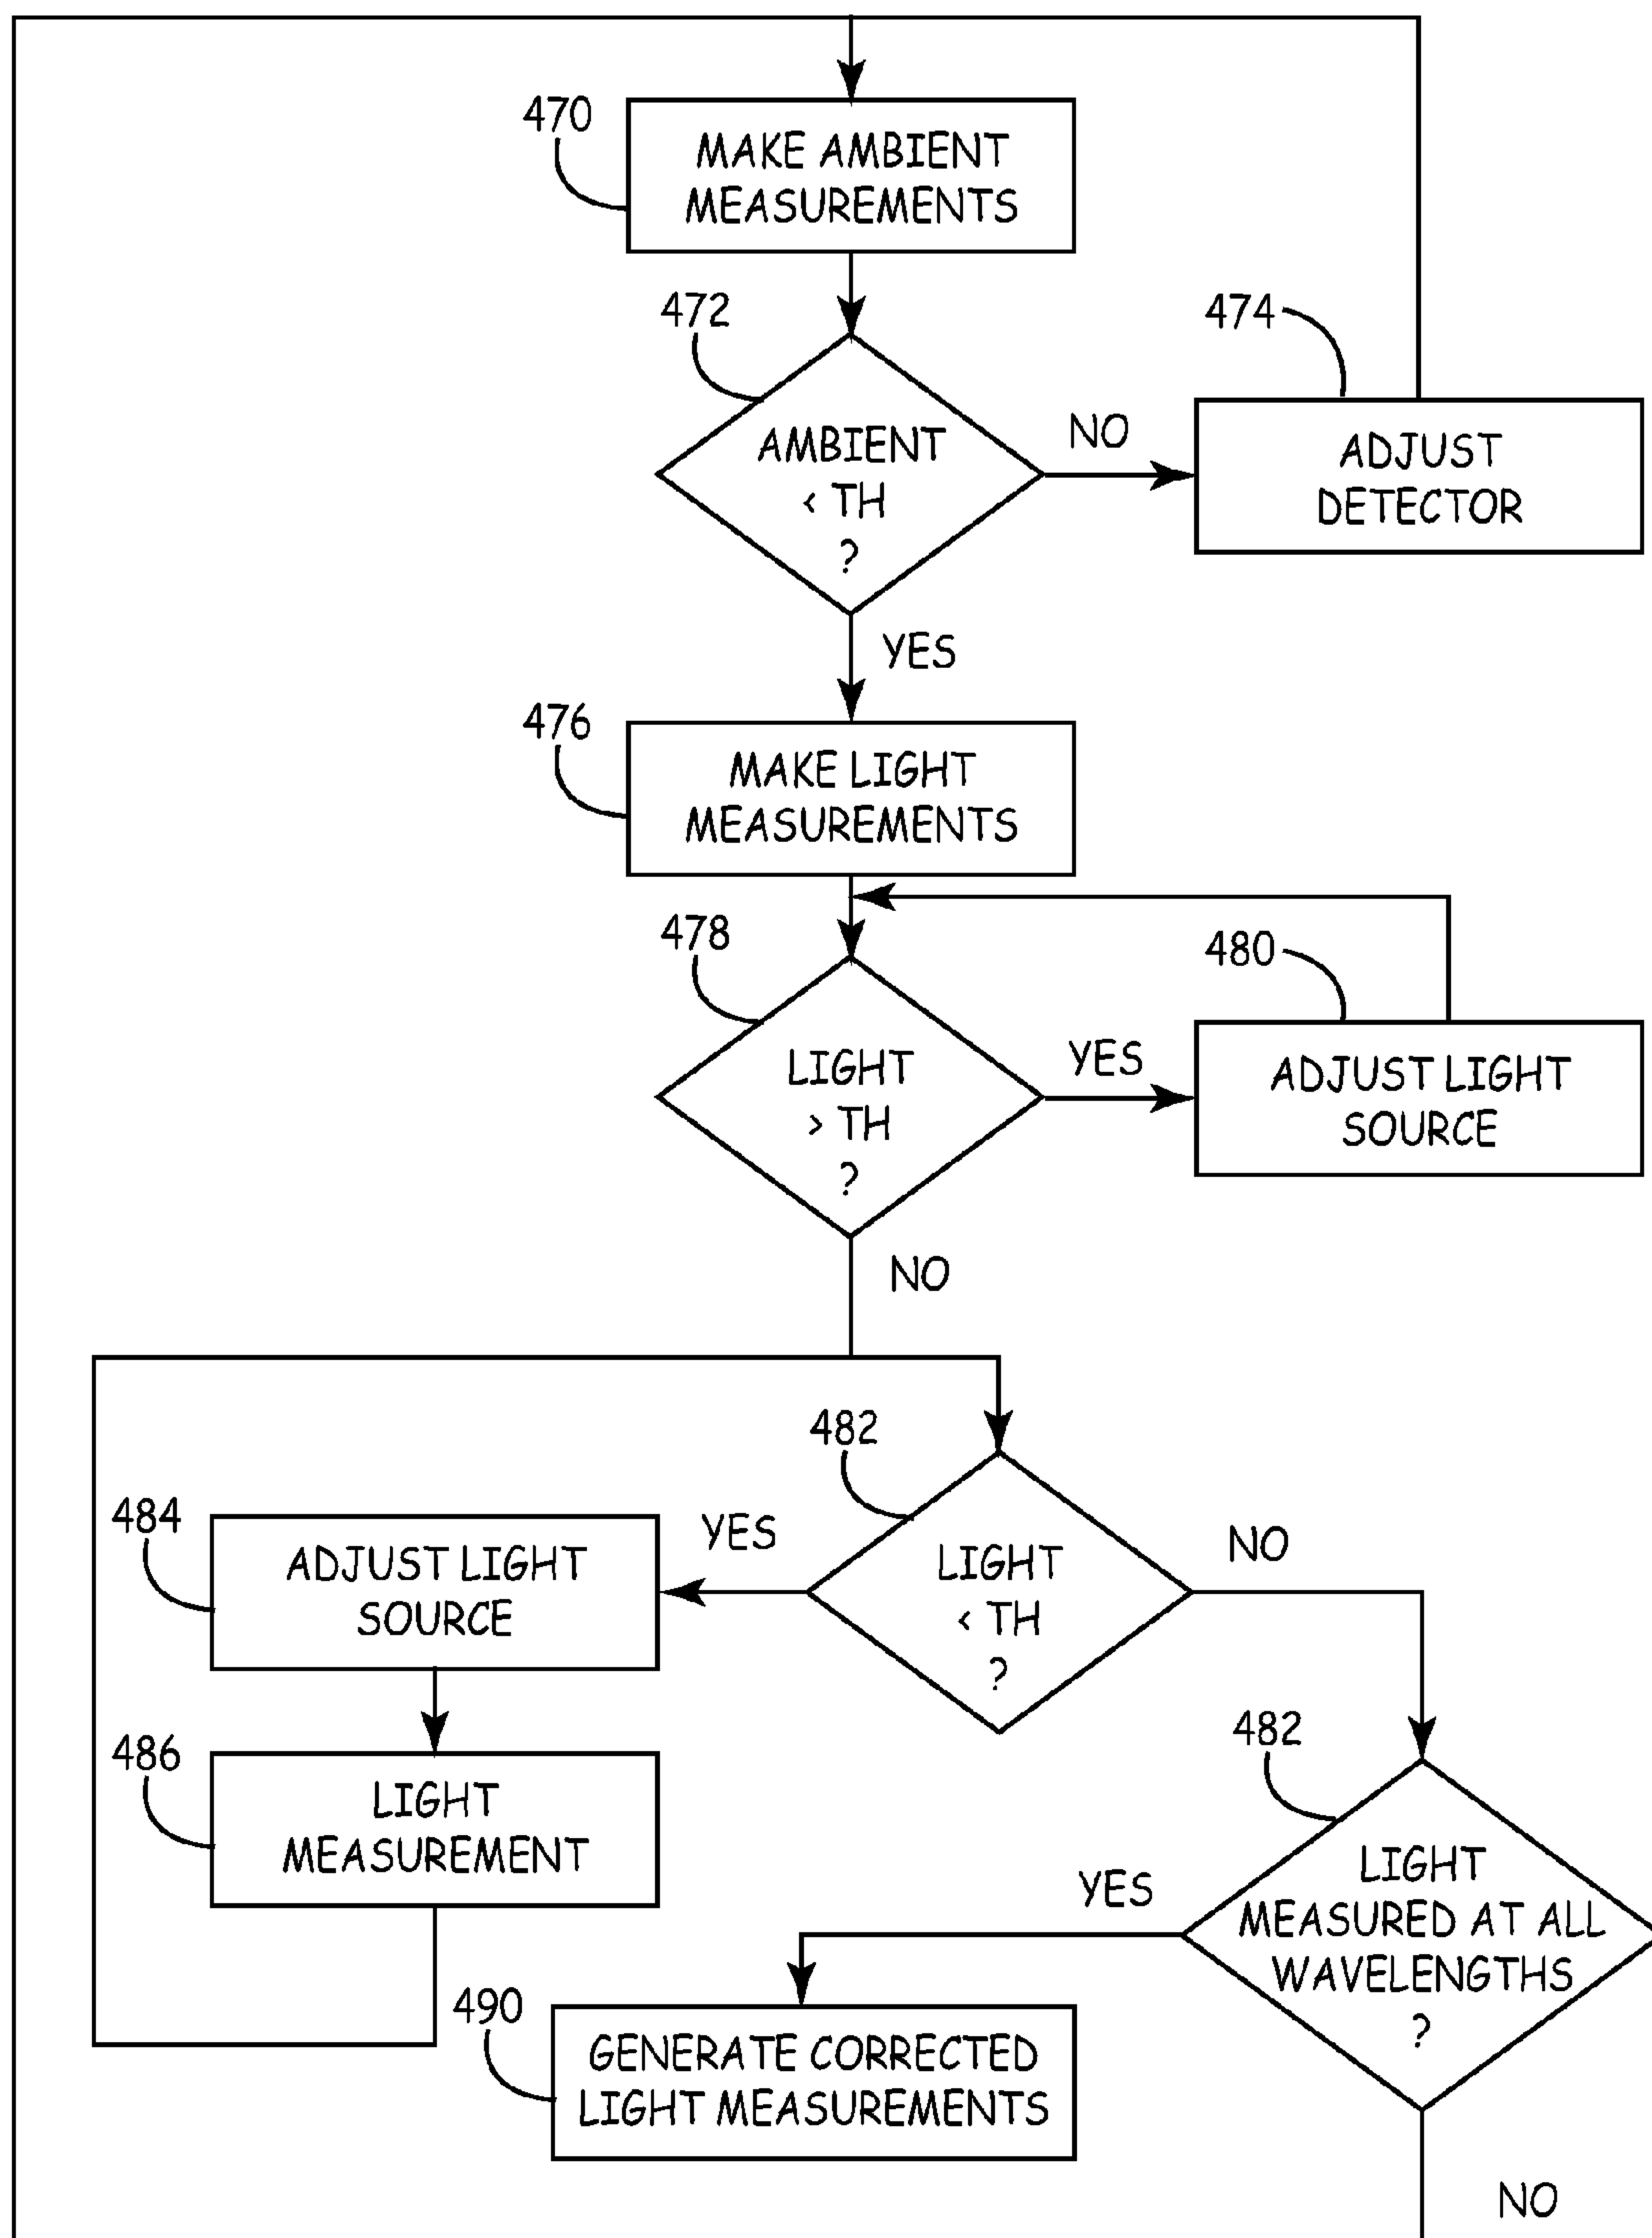 470
MAKE AMBIENT
MEASUREMENTS
472
474
AMBIENT
< TH
?
NO
ADJUST
DETECTOR
YES
476
MAKE LIGHT
MEASUREMENTS
478
480
LIGHT
> TH
?
YES
ADJUST LIGHT
SOURCE
NO
482
484
YES
NO
ADJUST LIGHT
SOURCE
LIGHT
< TH
?
486
LIGHT
MEASUREMENT
482
YES
LIGHT
MEASURED AT ALL
WAVELENGTHS
?
490
GENERATE CORRECTED
LIGHT MEASUREMENTS
NO